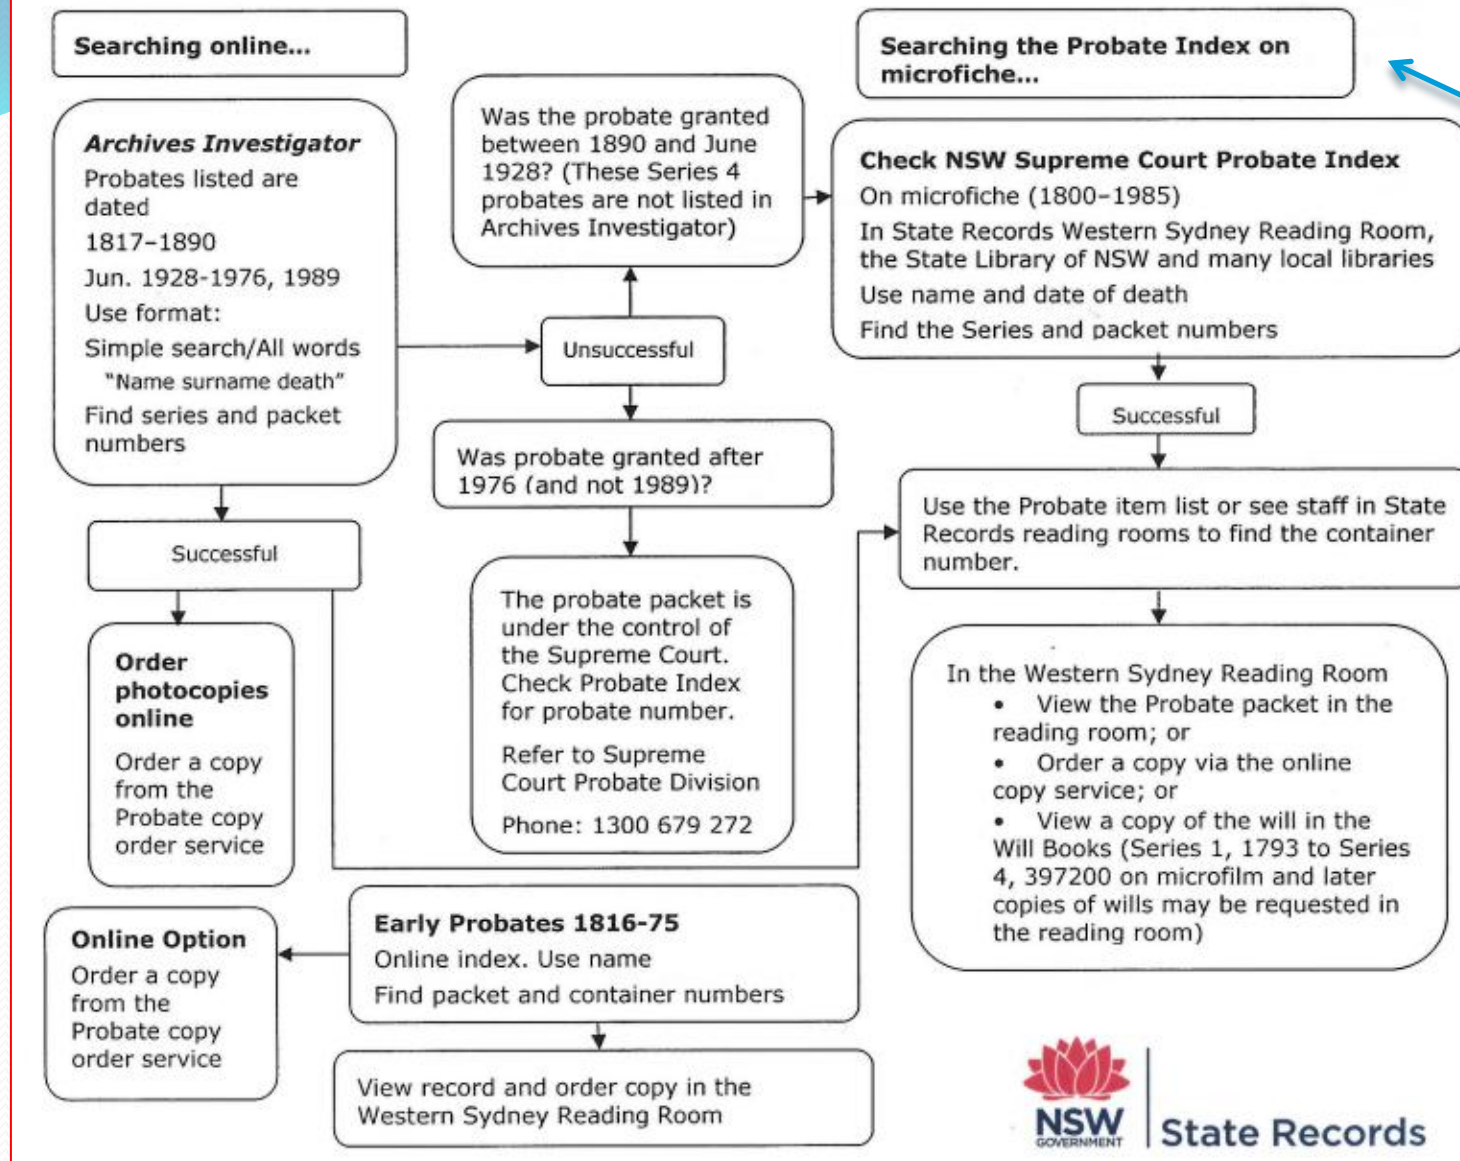 Searching online...
Archives Investigator
Probates listed are
dated
1817–1890
Jun. 1928-1976, 1989
Use format:
Simple search/All words
"Name surname death"
Find series and packet
numbers
Successful
Order
photocopies
online
Order a copy
from the
Probate copy
order service
Was the probate granted
between 1890 and June
1928? (These Series 4
probates are not listed in
Archives Investigator)
Unsuccessful
Was probate granted after
1976 (and not 1989)?
The probate packet is
under the control of
the Supreme Court.
Check Probate Index
for probate number.
Refer to Supreme
Court Probate Division
Phone: 1300 679 272
Searching the Probate Index on
microfiche...
Check NSW Supreme Court Probate Index
On microfiche (1800–1985)
In State Records Western Sydney Reading Room,
the State Library of NSW and many local libraries
Use name and date of death
Find the Series and packet numbers
Successful
Use the Probate item list or see staff in State
Records reading rooms to find the container
number.
In the Western Sydney Reading Room
• View the Probate packet in the
reading room; or
• Order a copy via the online
copy service; or
• View a copy of the will in the
Will Books (Series 1, 1793 to Series
4, 397200 on microfilm and later
copies of wills may be requested in
the reading room)
Early Probates 1816-75
Online index. Use name
Find packet and container numbers
Online Option
Order a copy
from the
Probate copy
order service
View record and order copy in the
Western Sydney Reading Room
NSW
GOVERNMENT
State Records